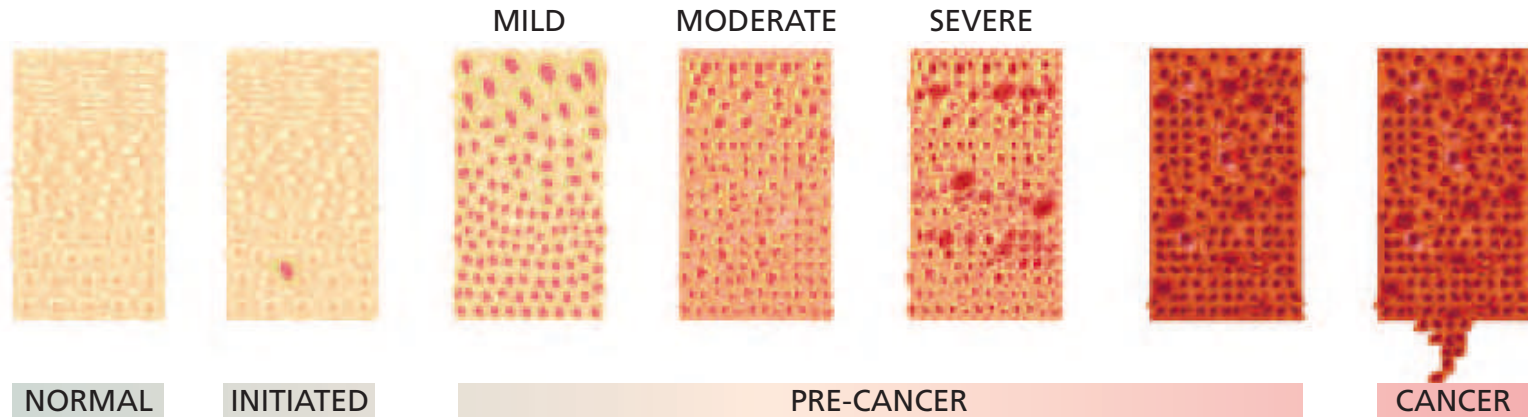 MILD MODERATE SEVERE
NORMAL INITIATED PRE-CANCER CANCER